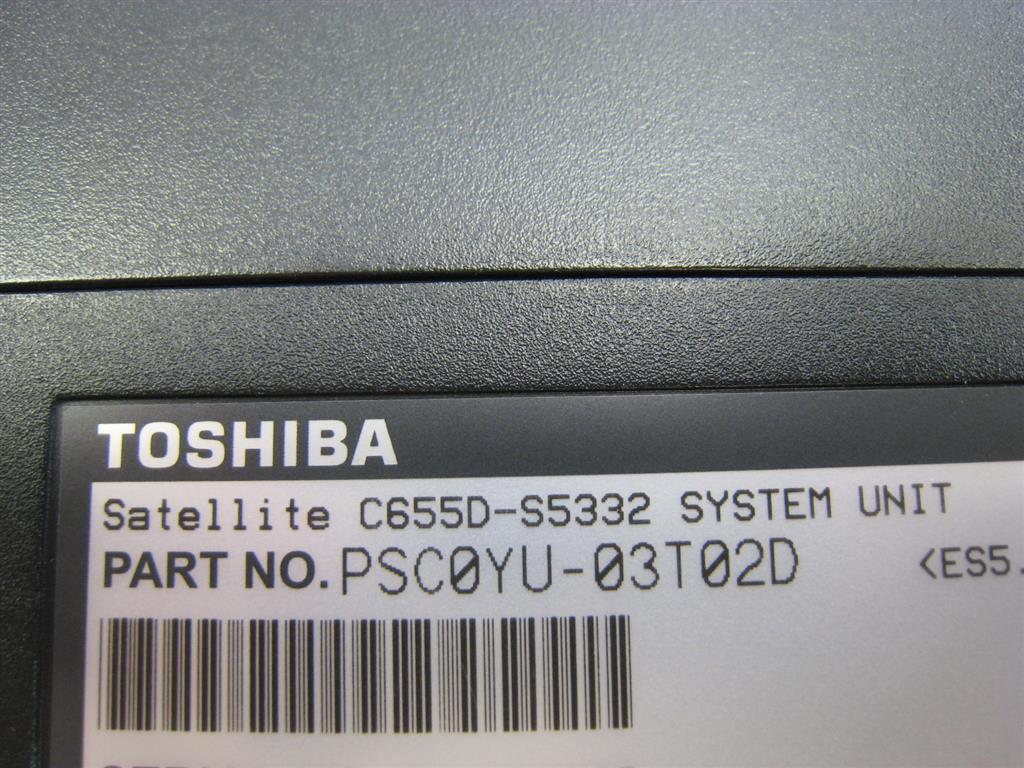 TOSHIBA
Satellite C655D-S5332 SYSTEM UNIT
PART NO. PSC0YU-03T02D <ES5.